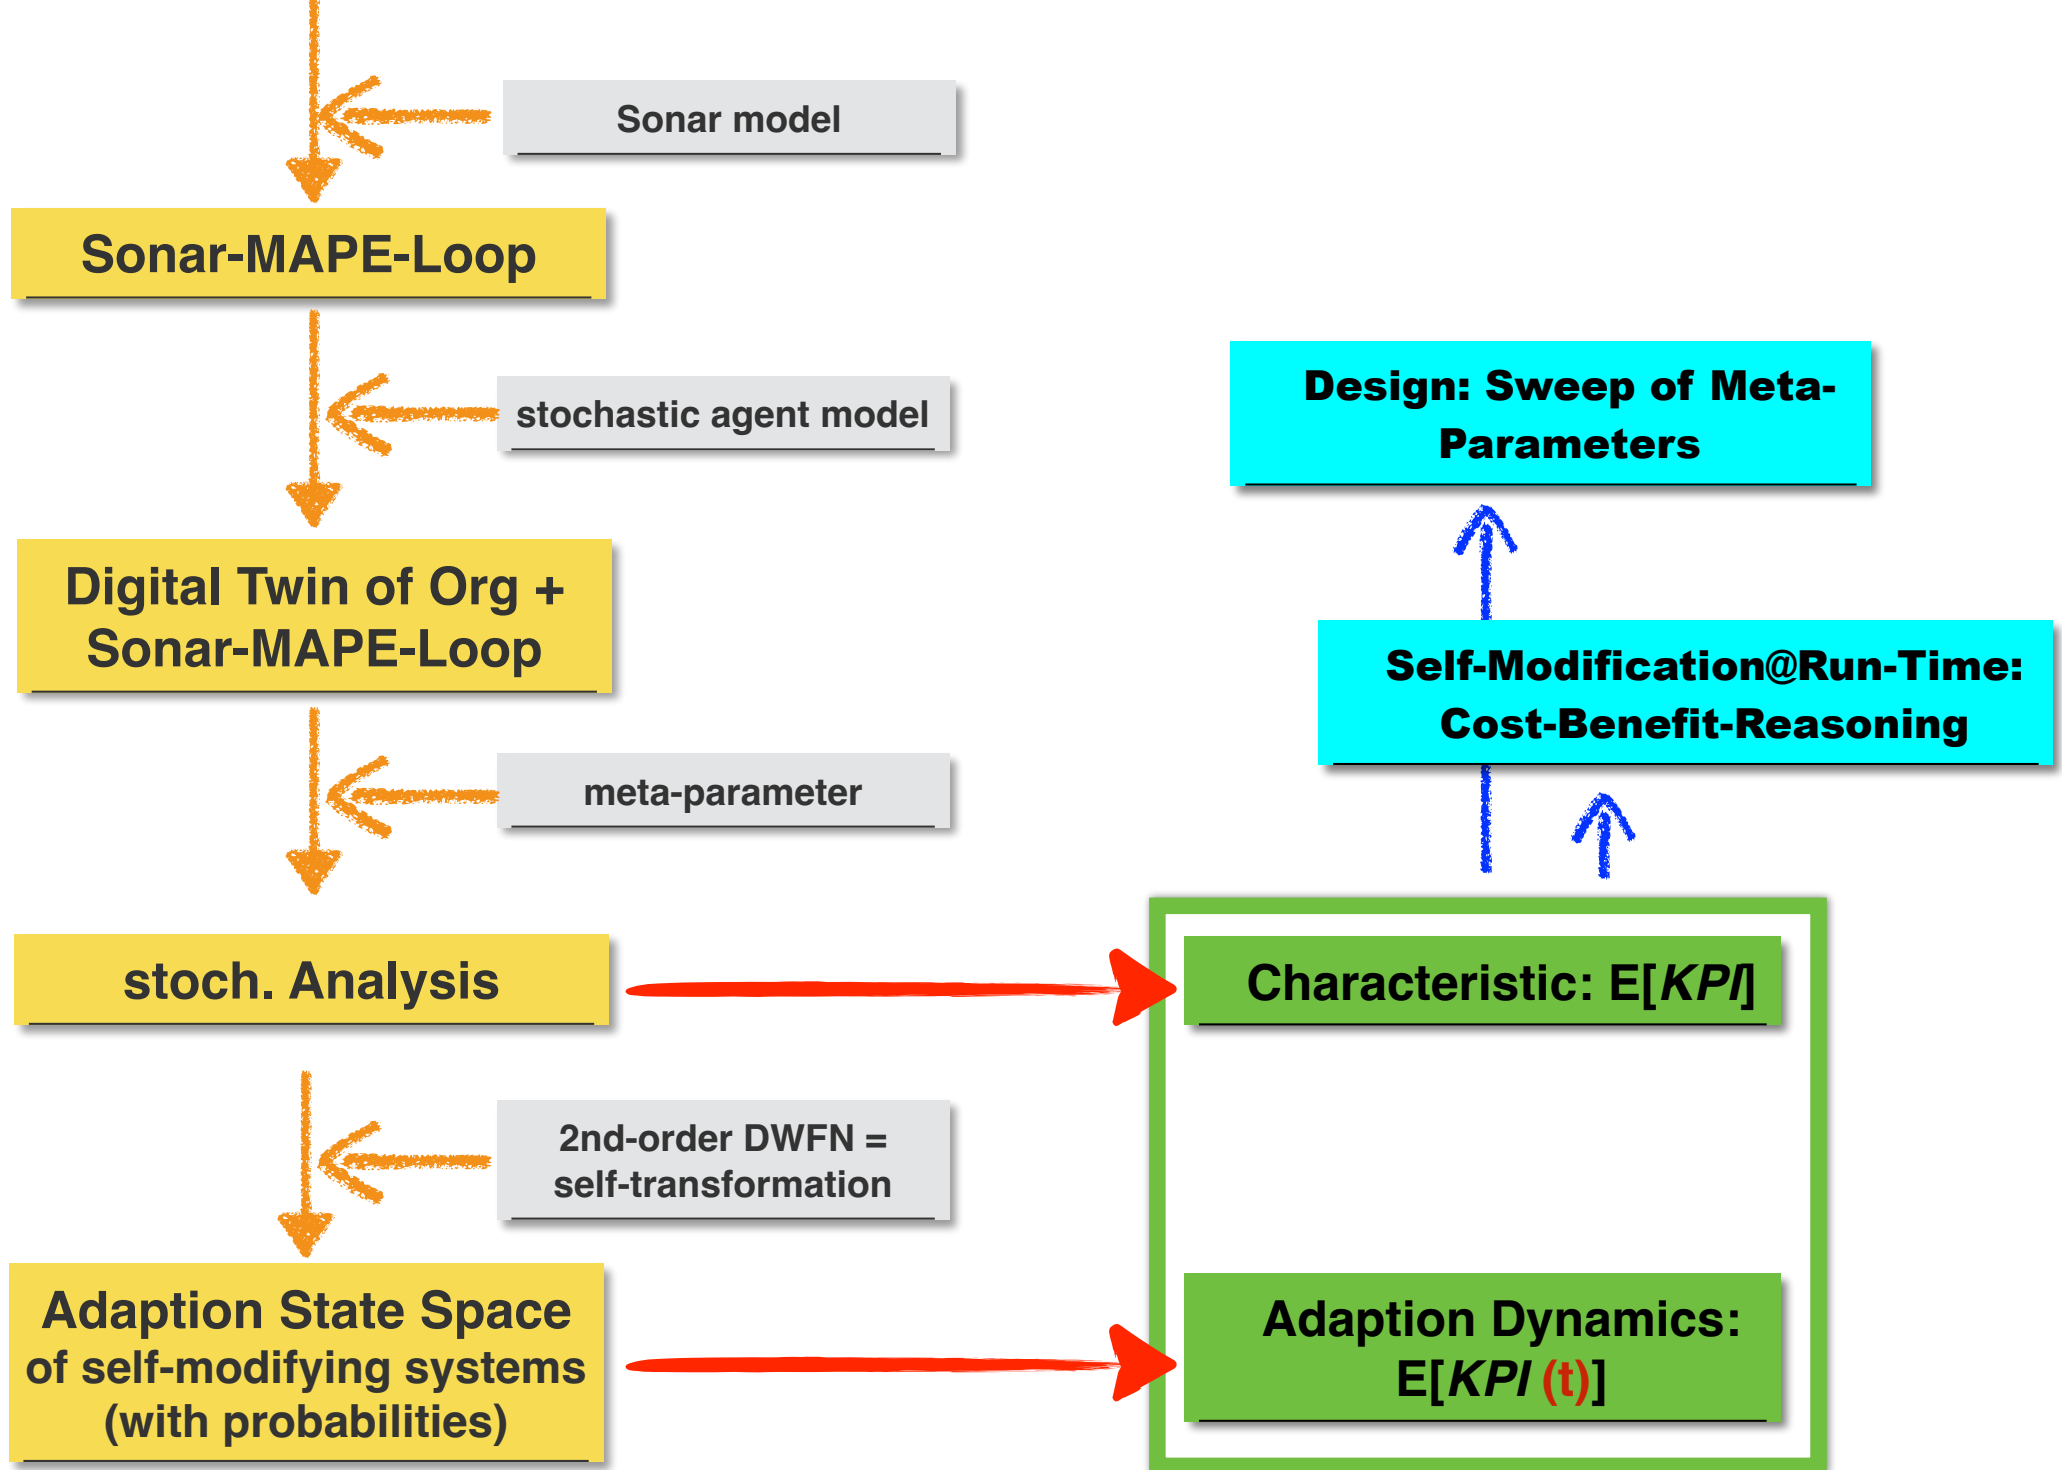 Sonar model
Sonar-MAPE-Loop
stochastic agent model
Design: Sweep of Meta-
Parameters
Digital Twin of Org +
Sonar-MAPE-Loop
Self-Modification@Run-Time:
Cost-Benefit-Reasoning
meta-parameter
stoch. Analysis
Characteristic: E[KPI]
2nd-order DWFN =
self-transformation
Adaption State Space
of self-modifying systems
(with probabilities)
Adaption Dynamics:
E[KPI (t)]